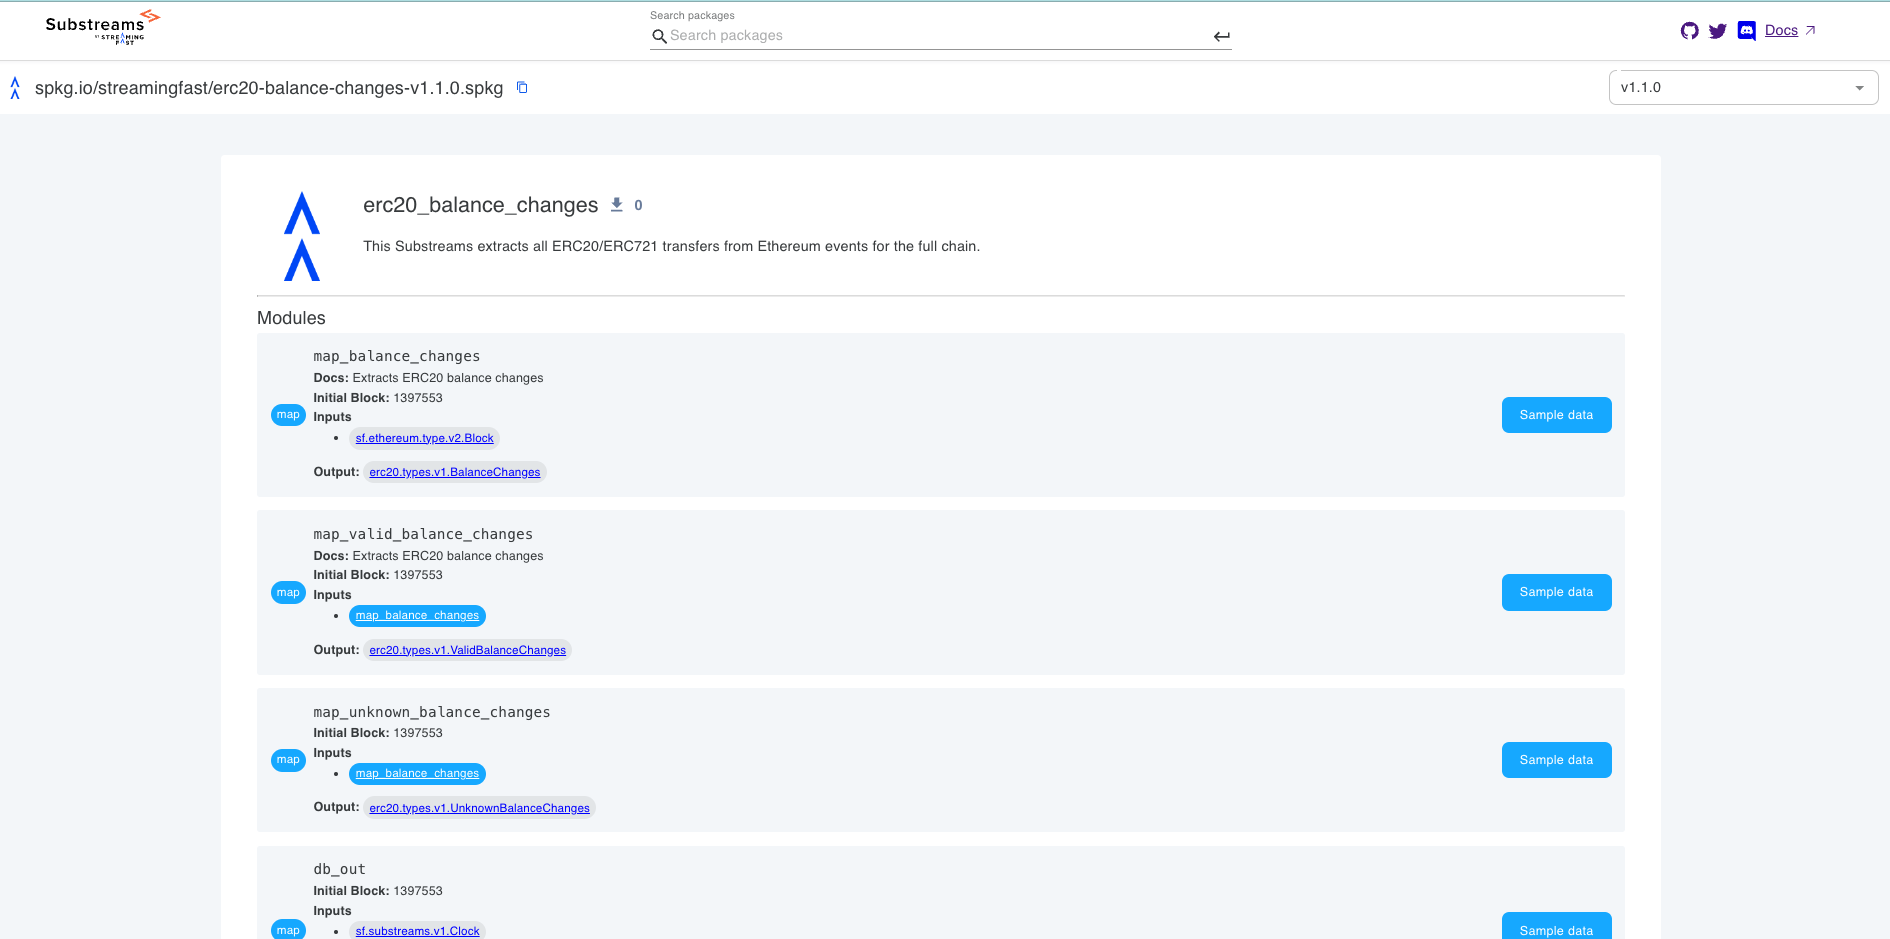 Substreams
BY STREAMING
FAST
Search packages
Search packages
Docs
spkg.io/streamingfast/erc20-balance-changes-v1.1.0.spkg
v1.1.0
erc20_balance_changes 0
This Substreams extracts all ERC20/ERC721 transfers from Ethereum events for the full chain.
Modules
map
map_balance_changes
Docs: Extracts ERC20 balance changes
Initial Block: 1397553
Inputs
• sf.ethereum.type.v2.Block
Output: erc20.types.v1.BalanceChanges
Sample data
map
map_valid_balance_changes
Docs: Extracts ERC20 balance changes
Initial Block: 1397553
Inputs
• map_balance_changes
Output: erc20.types.v1.ValidBalanceChanges
Sample data
map
map_unknown_balance_changes
Initial Block: 1397553
Inputs
• map_balance_changes
Output: erc20.types.v1.UnknownBalanceChanges
Sample data
map
db_out
Initial Block: 1397553
Inputs
• sf.substreams.v1.Clock
Sample data